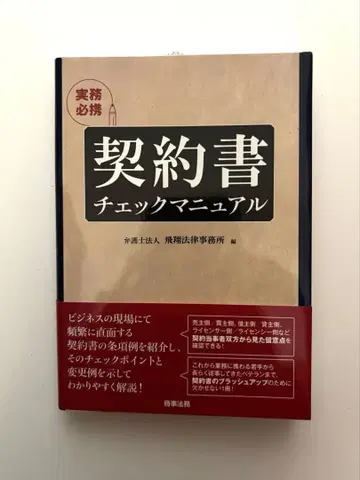 実務
必携
契約書
チェックマニュアル
弁護士法人 飛翔法律事務所 編
ビジネスの現場にて
頻繁に直面する
契約書の条項例を紹介し、
そのチェックポイントと
変更例を示して
わかりやすく解説！
売主側／買主側、借主側／貸主側、
ライセンサー側／ライセンシー側など
契約当事者双方から見た留意点を
確認できる！
これから業務に携わる若手から
長らく従事してきたベテランまで、
契約書のブラッシュアップのために
欠かせない1冊！
商事法務